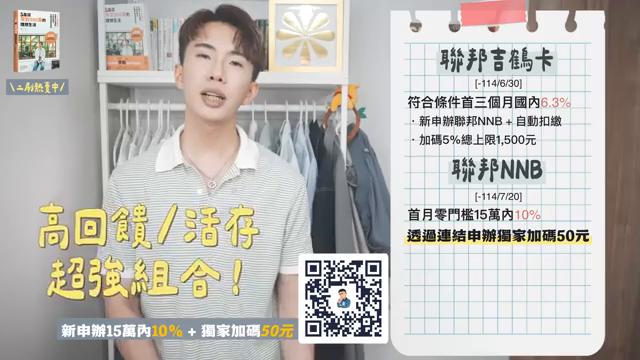 \二刷熱賣中/
聯邦吉鶴卡
[-114/6/30]
符合條件首三個月國內6.3%
· 新申辦聯邦NNB + 自動扣繳
· 加碼5%總上限1,500元
聯邦NNB
[-114/7/20]
首月零門檻15萬內10%
透過連結申辦獨家加碼50元
高回饋/活存
超強組合!
新申辦15萬內10% + 獨家加碼50元